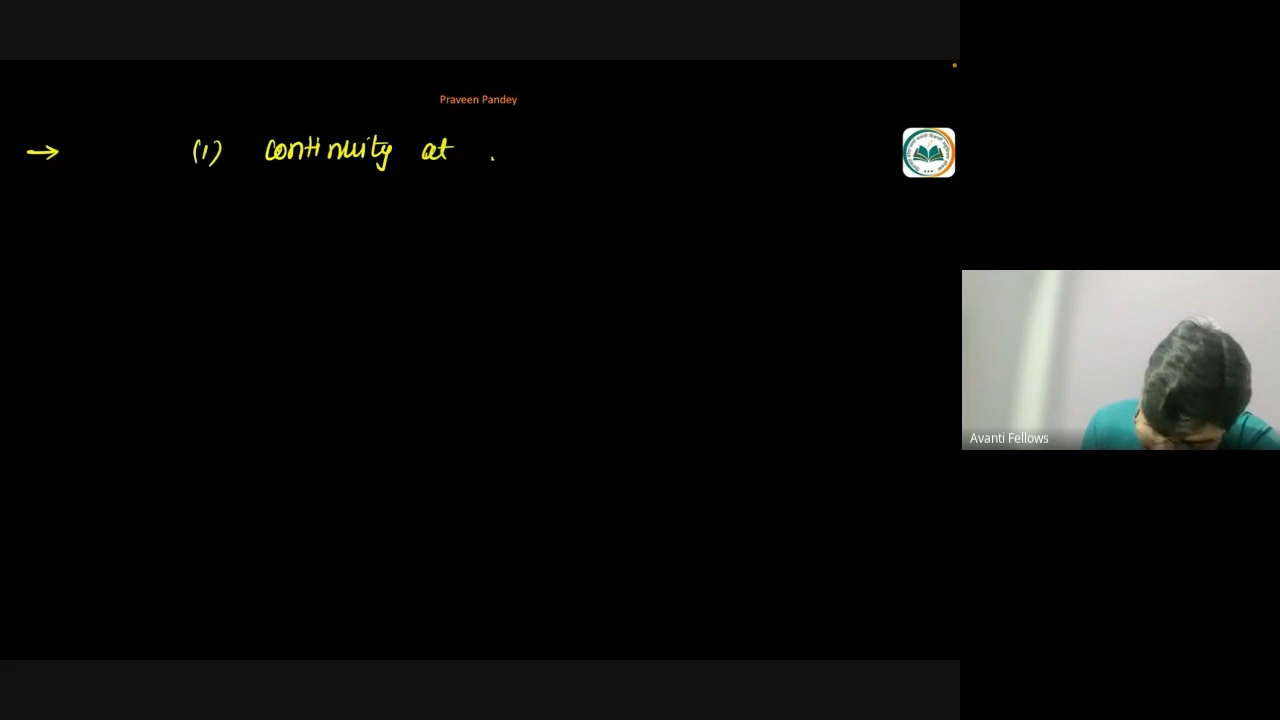 Praveen Pandey
→ (1) continuity at .
Avanti Fellows